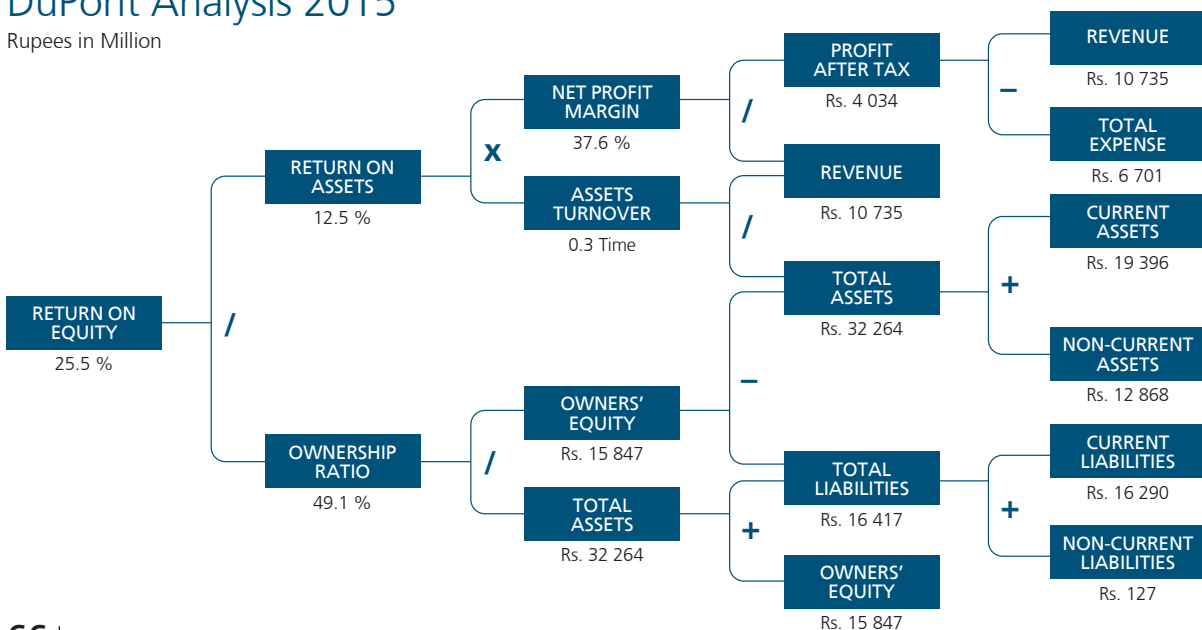 DuPont Analysis 2015
Rupees in Million
RETURN ON
EQUITY
25.5 %
/
RETURN ON
ASSETS
12.5 %
OWNERSHIP
RATIO
49.1 %
x
NET PROFIT
MARGIN
37.6 %
ASSETS
TURNOVER
0.3 Time
/
OWNERS'
EQUITY
Rs. 15 847
TOTAL
ASSETS
Rs. 32 264
/
PROFIT
AFTER TAX
Rs. 4 034
REVENUE
Rs. 10 735
/
TOTAL
ASSETS
Rs. 32 264
–
TOTAL
LIABILITIES
Rs. 16 417
+
OWNERS'
EQUITY
Rs. 15 847
REVENUE
Rs. 10 735
–
TOTAL
EXPENSE
Rs. 6 701
CURRENT
ASSETS
Rs. 19 396
+
NON-CURRENT
ASSETS
Rs. 12 868
CURRENT
LIABILITIES
Rs. 16 290
+
NON-CURRENT
LIABILITIES
Rs. 127